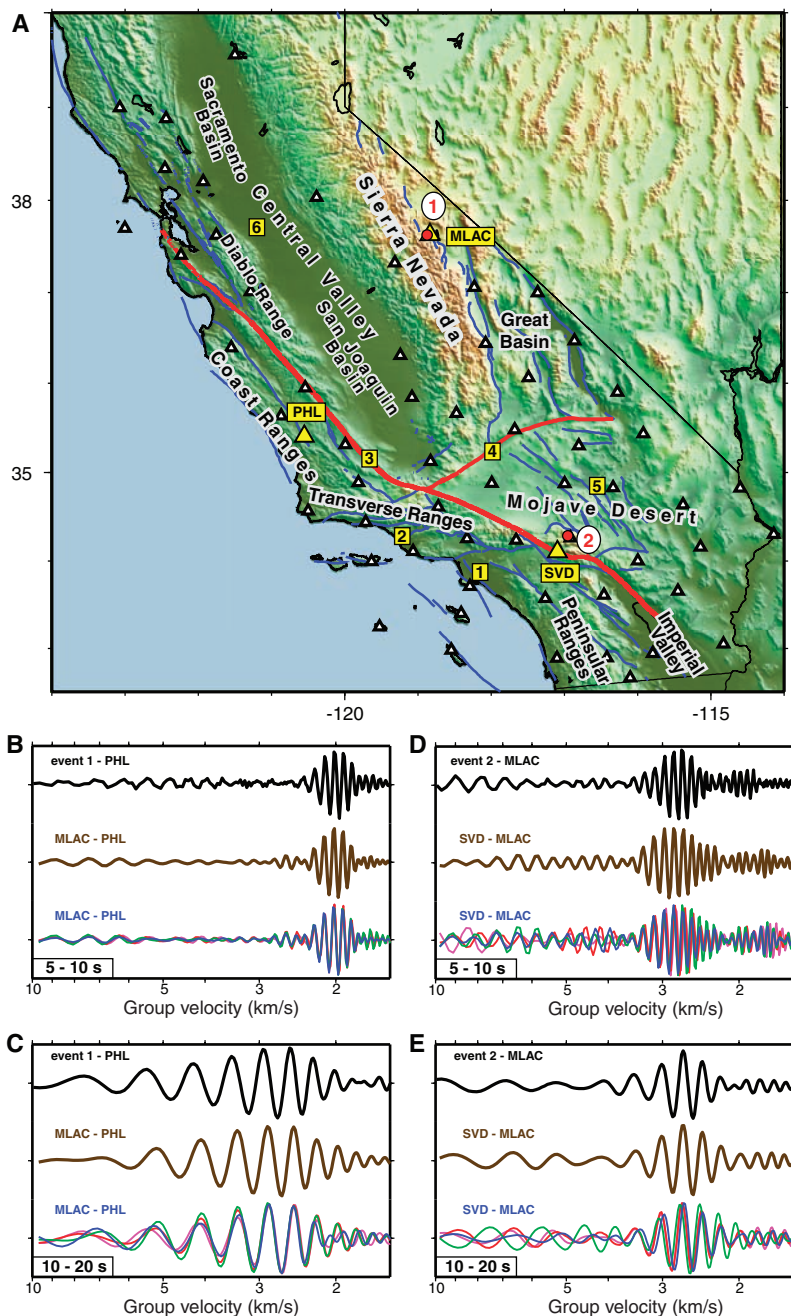 A
38
35
-120
-115
Sacramento
Basin
Central Valley
San Joaquin
Basin
Sierra Nevada
Diablo Range
Coast Ranges
Great
Basin
Transverse Ranges
Mojave Desert
Peninsular
Ranges
Imperial
Valley
1
MLAC
6
PHL
3
4
5
2
2
SVD
1
B
event 1 - PHL
MLAC - PHL
MLAC - PHL
5 - 10 s
10 5 3 2
Group velocity (km/s)
D
event 2 - MLAC
SVD - MLAC
SVD - MLAC
5 - 10 s
10 5 3 2
Group velocity (km/s)
C
event 1 - PHL
MLAC - PHL
MLAC - PHL
10 - 20 s
10 5 3 2
Group velocity (km/s)
E
event 2 - MLAC
SVD - MLAC
SVD - MLAC
10 - 20 s
10 5 3 2
Group velocity (km/s)